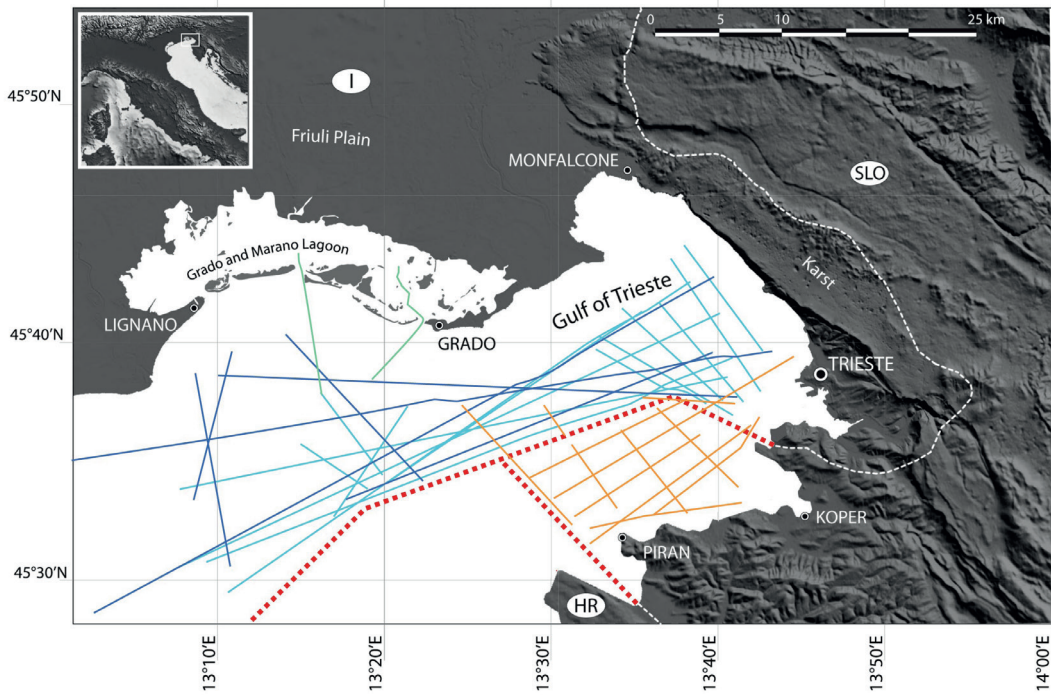 0 5 10 25 km
45°50'N
I
Friuli Plain
MONFALCONE
SLO
Grado and Marano Lagoon
Karst
Gulf of Trieste
LIGNANO
45°40'N
GRADO
TRIESTE
KOPER
PIRAN
45°30'N
HR
13°10'E
13°20'E
13°30'E
13°40'E
13°50'E
14°00'E